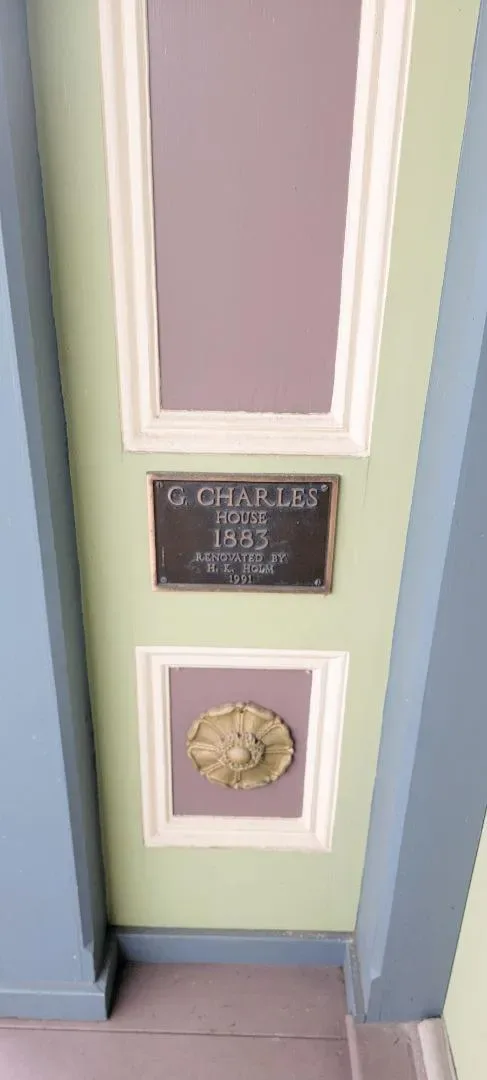 G. CHARLES
HOUSE
1883
RENOVATED BY
H. K. HOLM
1991